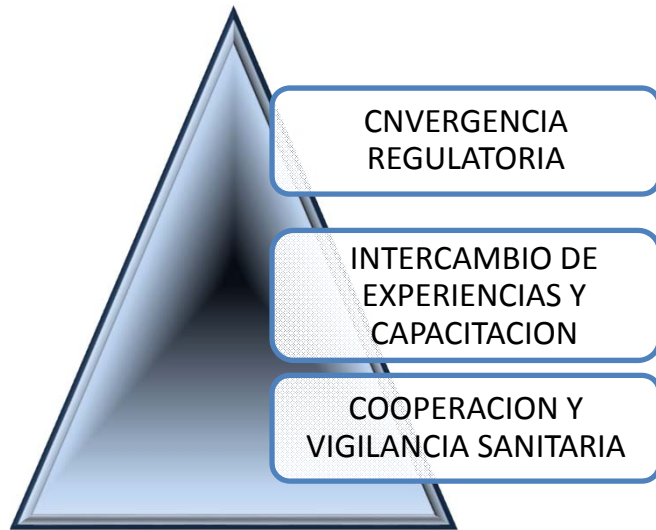 CNVERGENCIA
REGULATORIA
INTERCAMBIO DE
EXPERIENCIAS Y
CAPACITACION
COOPERACION Y
VIGILANCIA SANITARIA